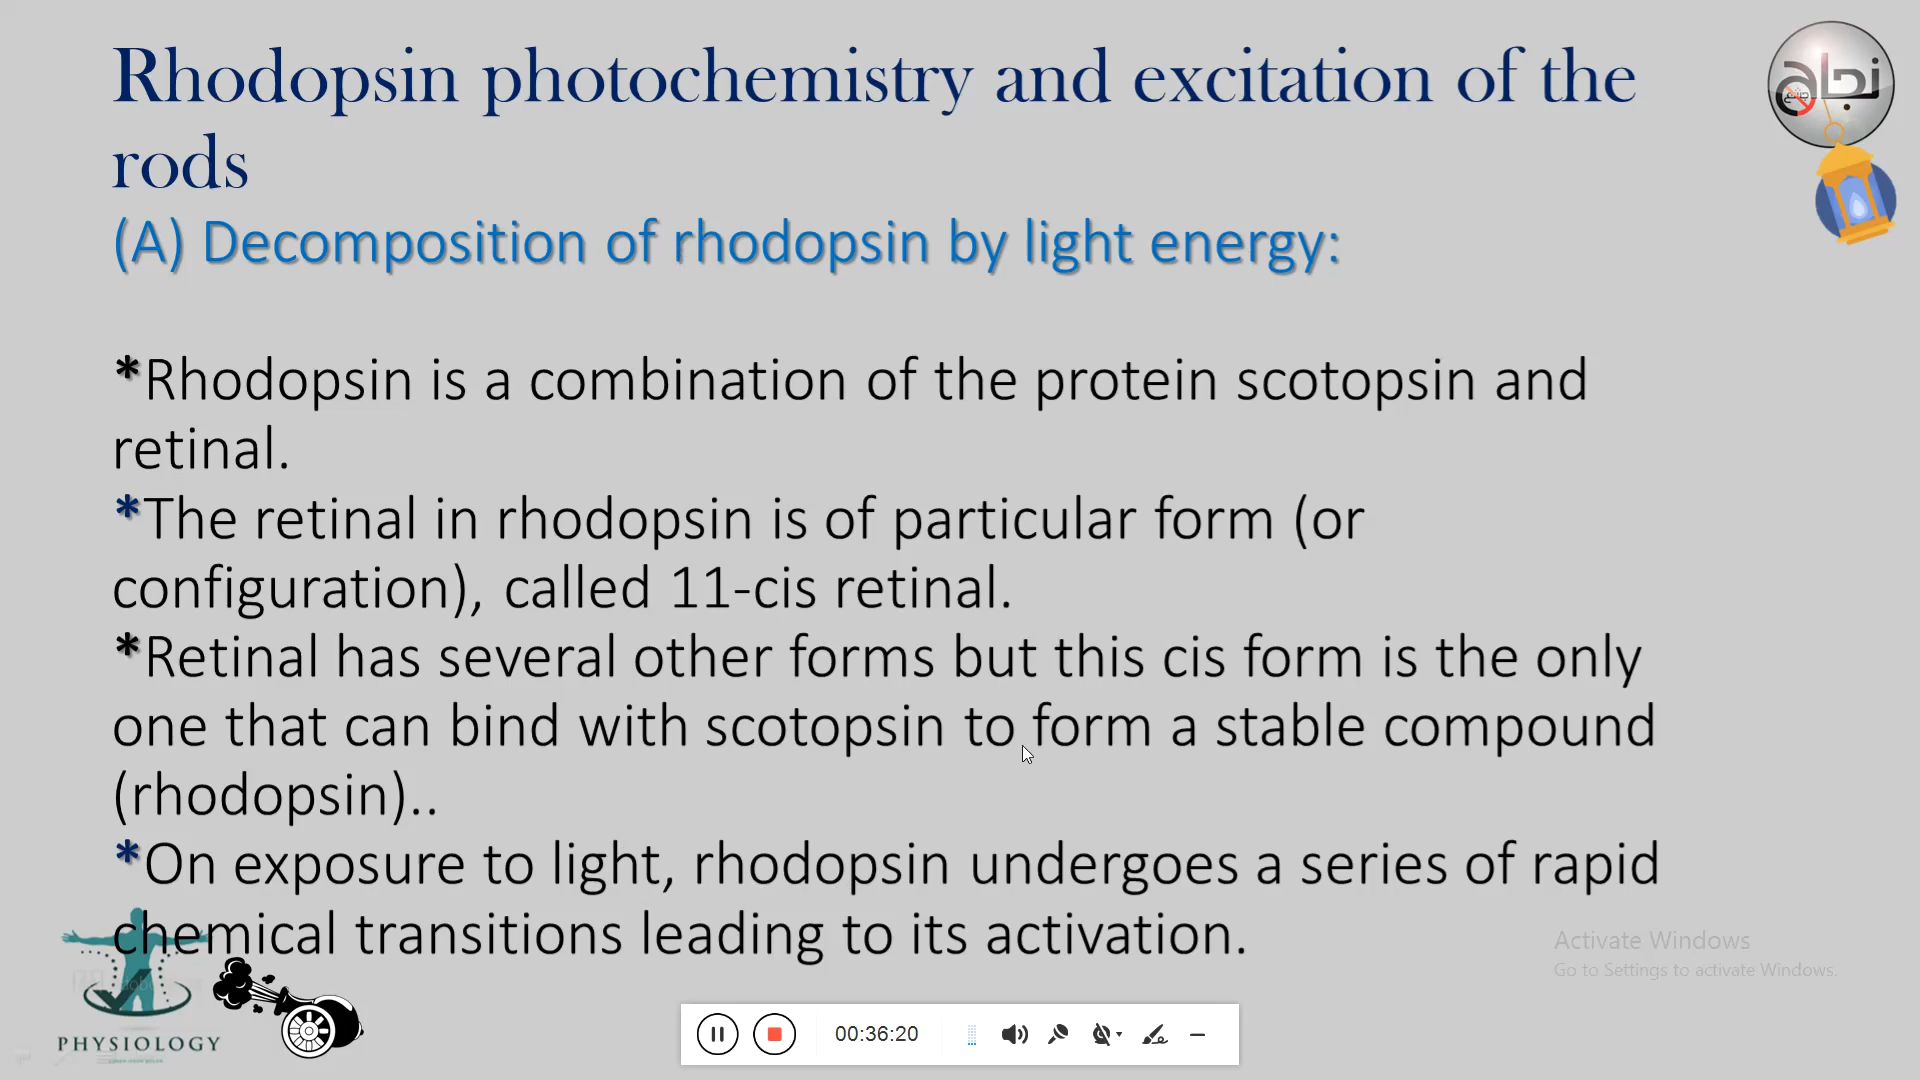 Rhodopsin photochemistry and excitation of the
rods
(A) Decomposition of rhodopsin by light energy:
*Rhodopsin is a combination of the protein scotopsin and
retinal.
*The retinal in rhodopsin is of particular form (or
configuration), called 11-cis retinal.
*Retinal has several other forms but this cis form is the only
one that can bind with scotopsin to form a stable compound
(rhodopsin)..
*On exposure to light, rhodopsin undergoes a series of rapid
chemical transitions leading to its activation.
Activate Windows
Go to Settings to activate Windows.
PHYSIOLOGY
00:36:20